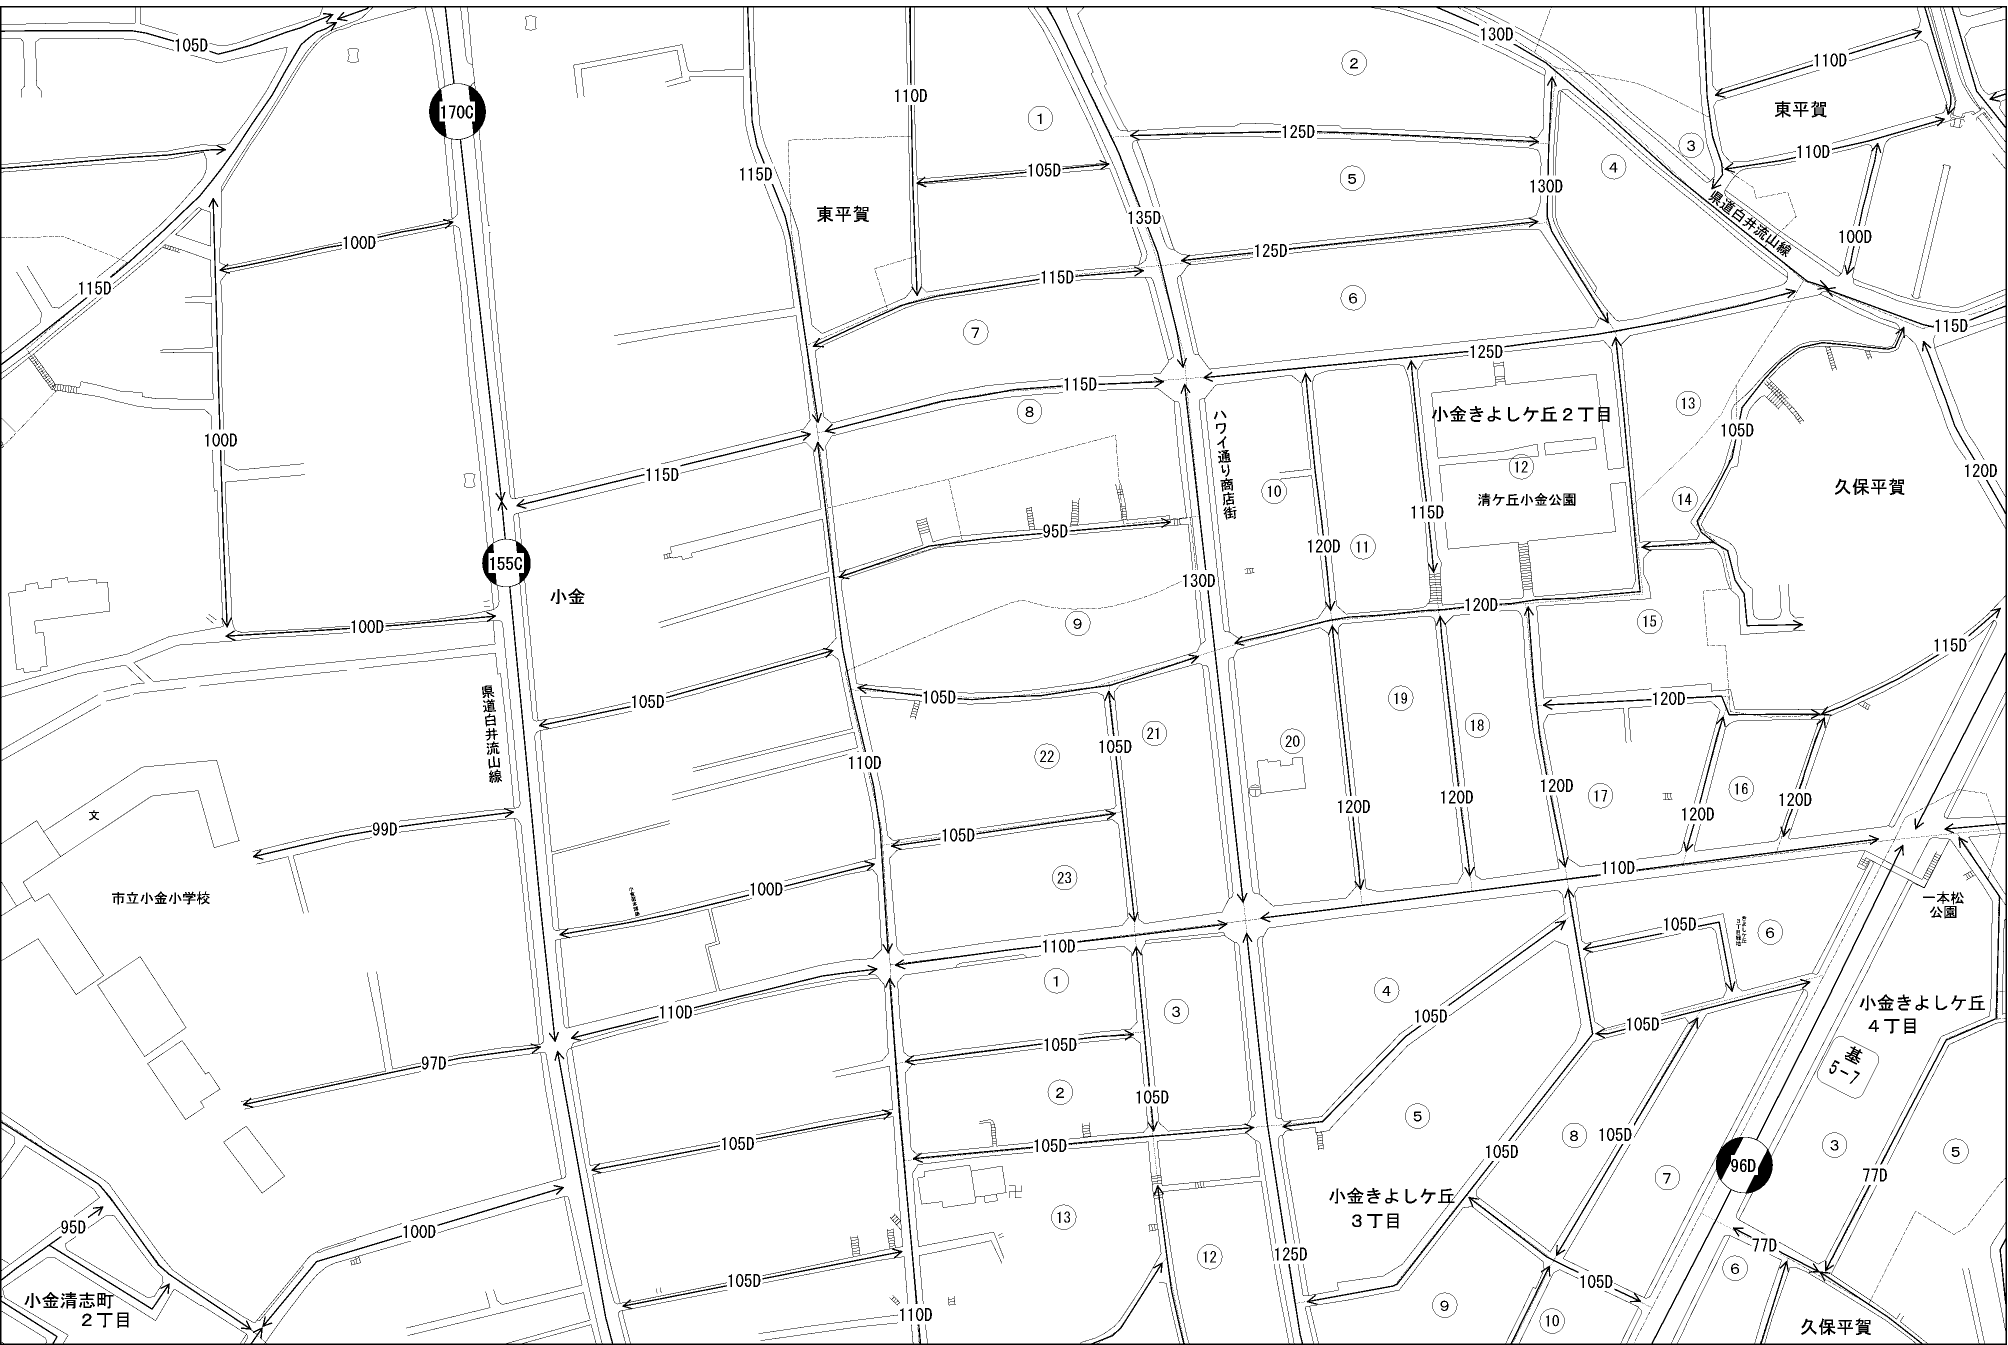 105D
170C
110D
①
②
130D
110D
東平賀
③
110D
④
125D
105D
⑤
115D
130D
東平賀
135D
県道白井流山線
100D
100D
125D
115D
115D
⑥
⑦
115D
125D
115D
⑧
小金きよしケ丘２丁目
⑬
ハワイ通り商店街
100D
105D
115D
⑫
120D
⑩
清ケ丘小金公園
⑭
久保平賀
115D
95D
120D
⑪
155C
130D
小金
120D
100D
⑨
⑮
115D
105D
105D
⑲
120D
県道白井流山線
105D
㉑
⑱
⑳
㉒
110D
120D
⑯
⑰
120D
120D
120D
120D
文
99D
105D
110D
㉓
100D
市立小金小学校
一本松
公園
105D
⑥
110D
①
④
小金きよしケ丘
４丁目
③
110D
105D
105D
基
5-7
105D
97D
②
105D
⑤
105D
⑧
105D
105D
③
105D
⑤
96D
77D
⑦
小金きよしケ丘
３丁目
⑬
95D
100D
77D
125D
⑫
⑥
105D
105D
小金清志町
２丁目
⑨
110D
⑩
久保平賀